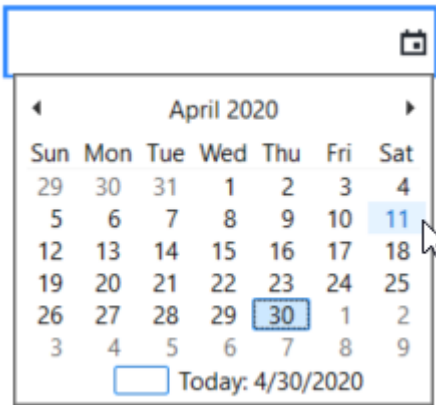 April 2020
Sun Mon Tue Wed Thu Fri Sat
29 30 31 1 2 3 4
5 6 7 8 9 10 11
12 13 14 15 16 17 18
19 20 21 22 23 24 25
26 27 28 29 30 1 2
3 4 5 6 7 8 9
Today: 4/30/2020